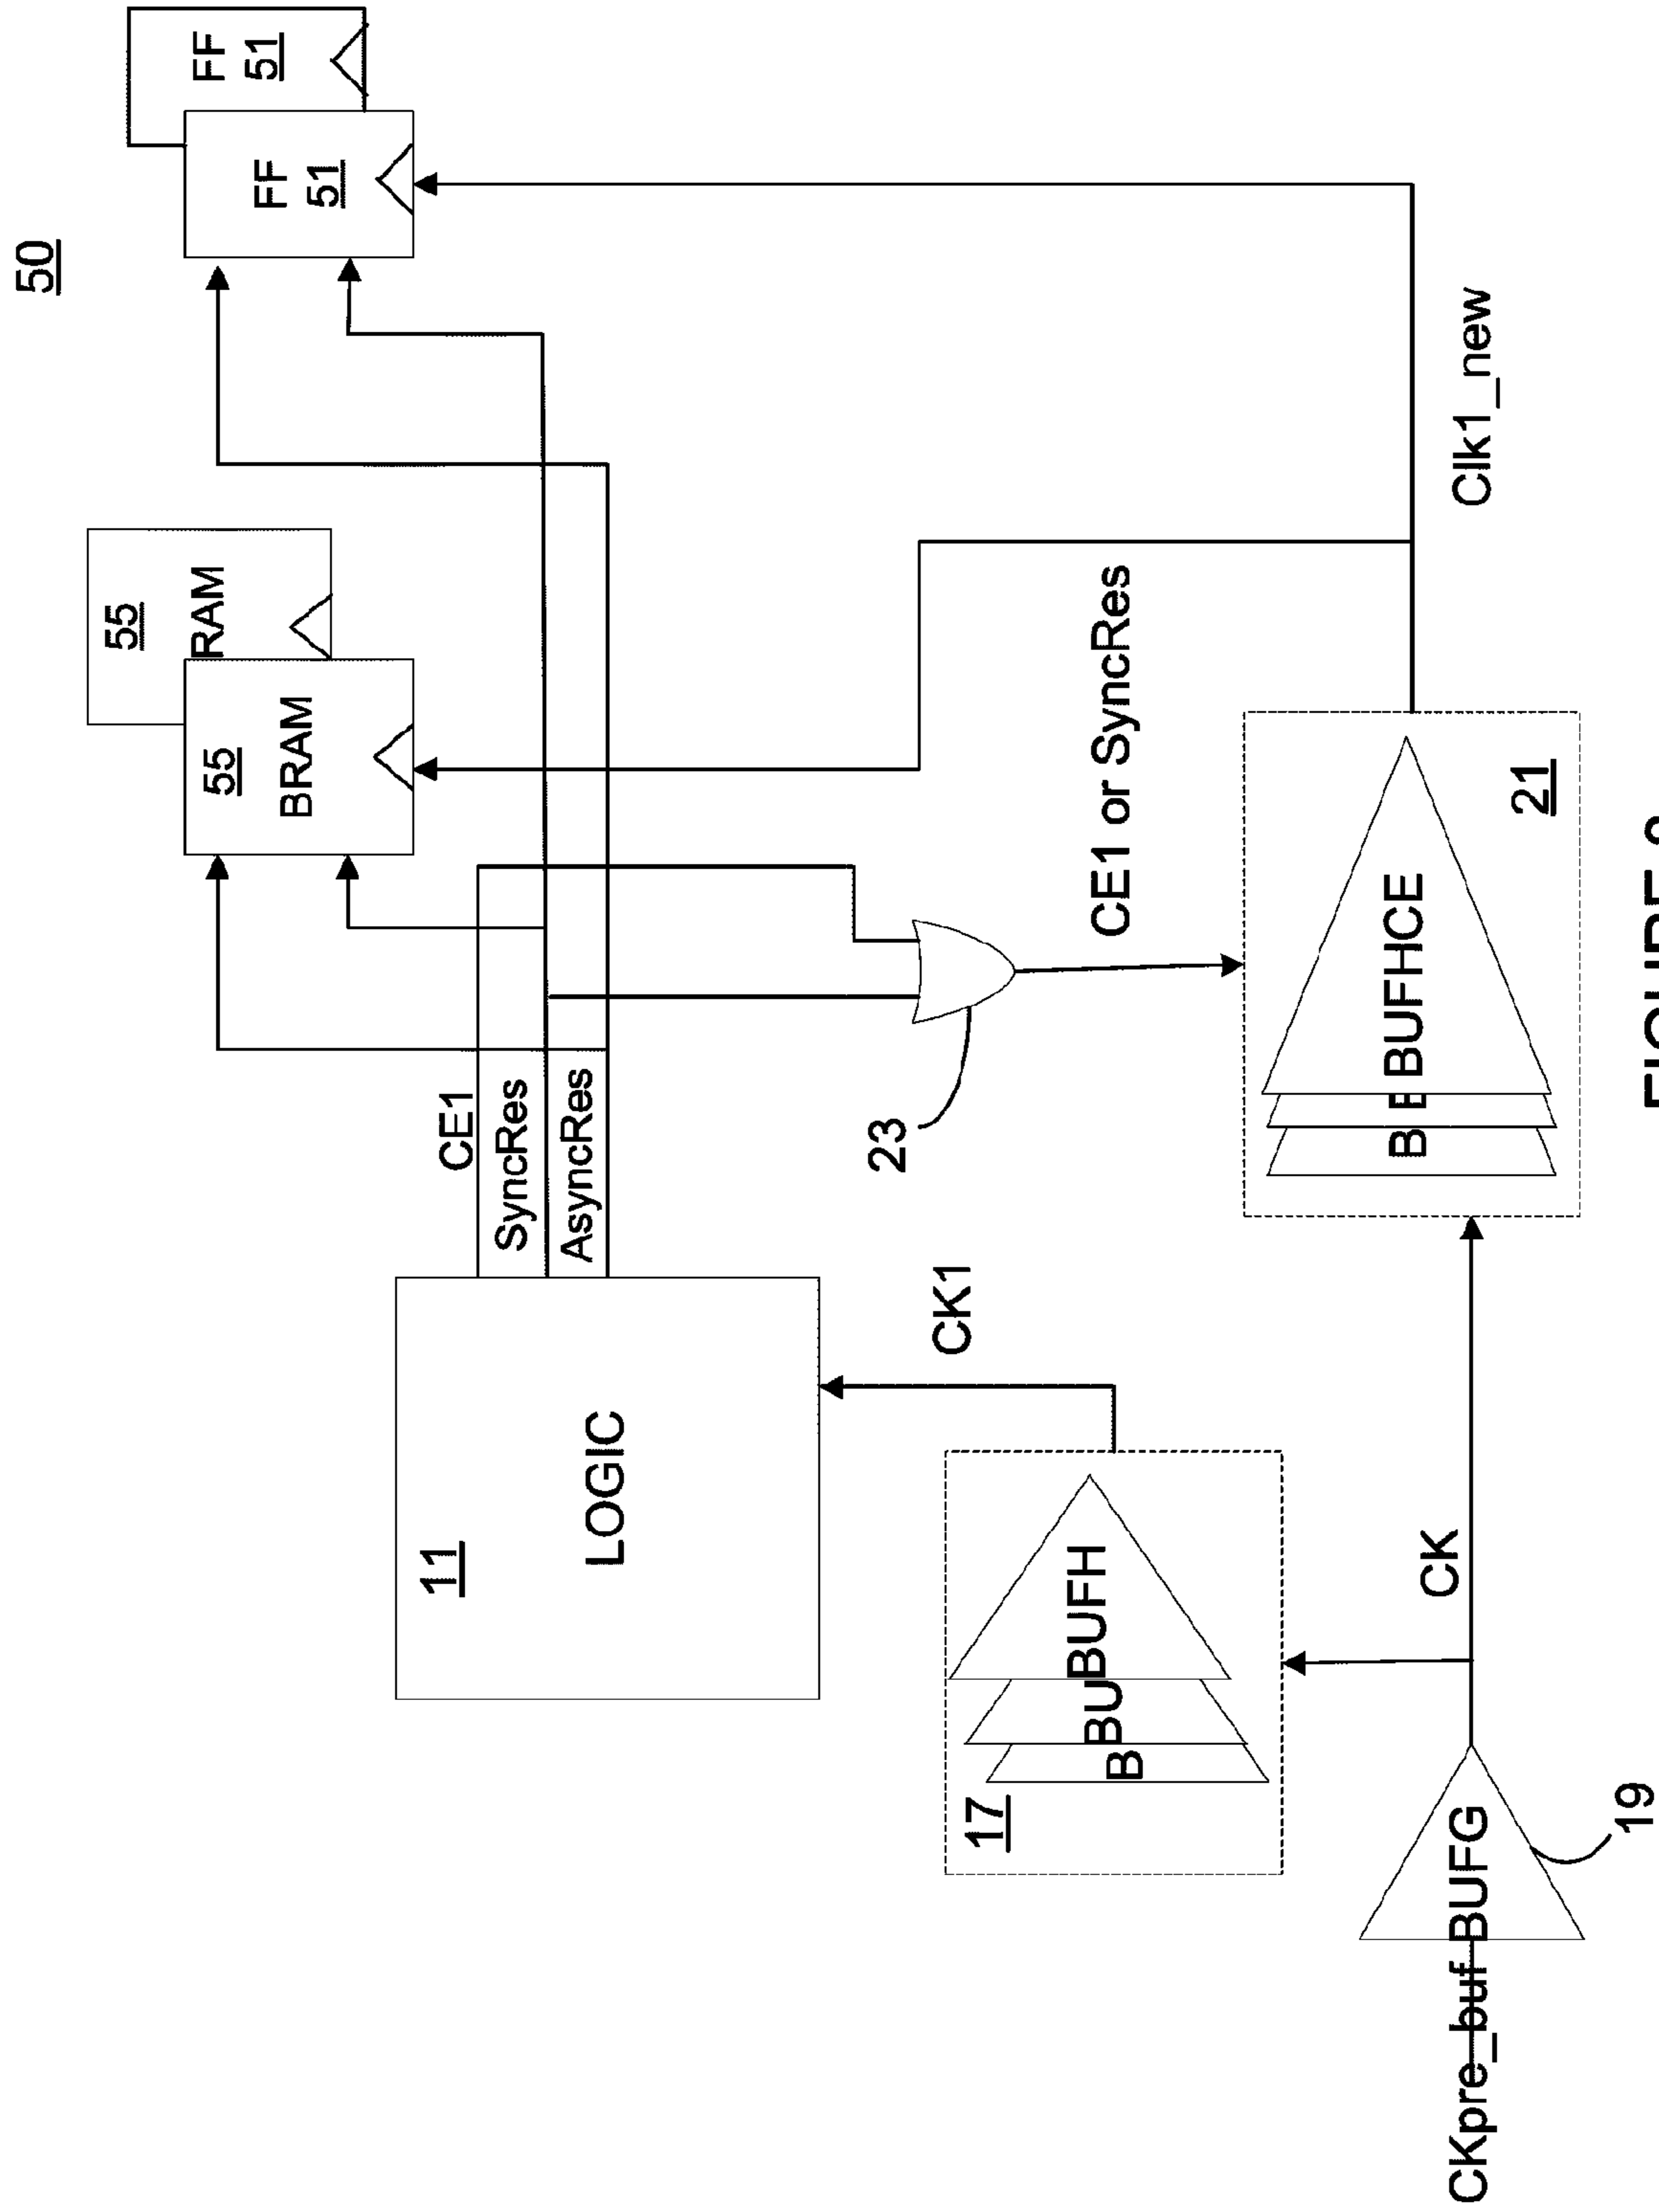 50
55
RAM
FF
51
55
BRAM
FF
51
11
LOGIC
CE1
SyncRes
AsyncRes
23
CK1
17
B
BU
BUFH
CE1 or SyncRes
B
BUFHCE
21
Clk1_new
CK
CKpre_buf
BUFG
19
FIGURE